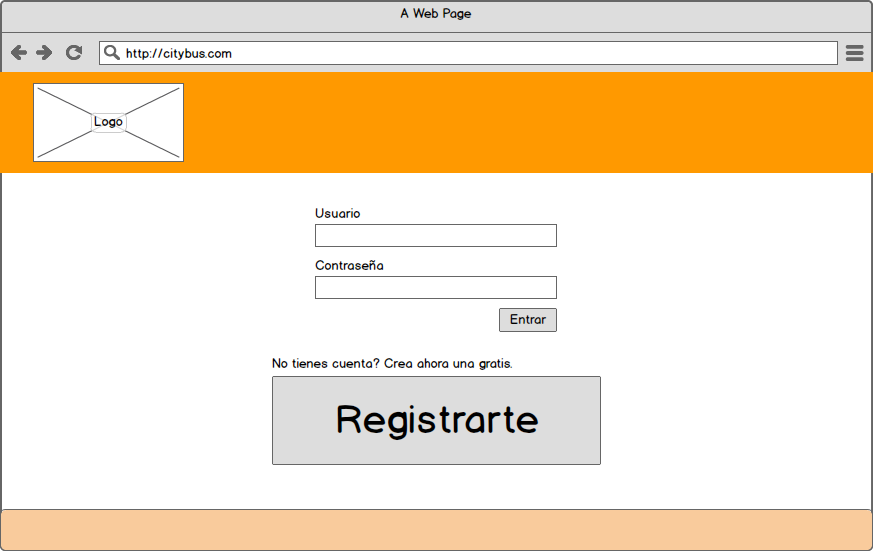 A Web Page
http://citybus.com
Logo
Usuario
Contraseña
Entrar
No tienes cuenta? Crea ahora una gratis.
Registrarte